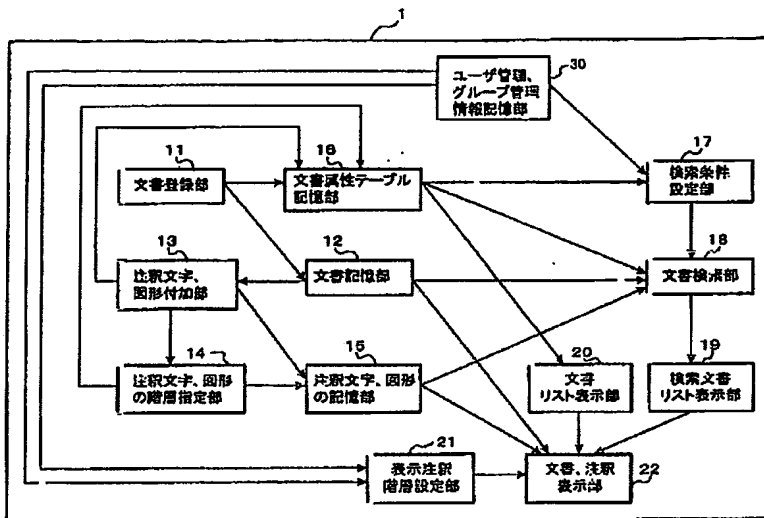 1
ユーザ管理、
グループ管理
情報記憶部
30
11
文書登録部
16
文書属性テーブル
記憶部
17
検索条件
設定部
13
注釈文字、
図形付加部
12
文書記憶部
18
文書検索部
14
注釈文字、図形
の階層指定部
15
注釈文字、図形
の記憶部
20
文書
リスト表示部
19
検索文書
リスト表示部
21
表示注釈
階層設定部
文書、注釈
表示部
22